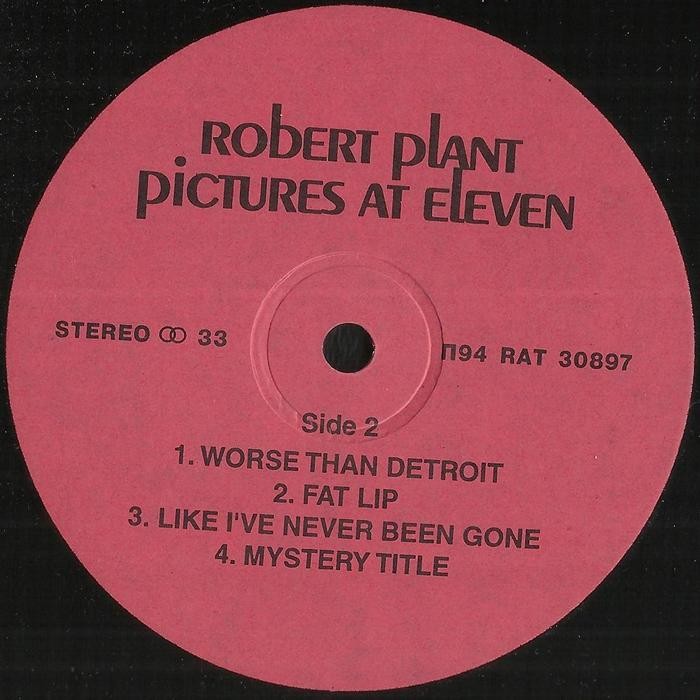 RObERT plANT
piCTURES AT ElEVEN
STEREO 33
П94 RAT 30897
Side 2
1. WORSE THAN DETROIT
2. FAT LIP
3. LIKE I'VE NEVER BEEN GONE
4. MYSTERY TITLE